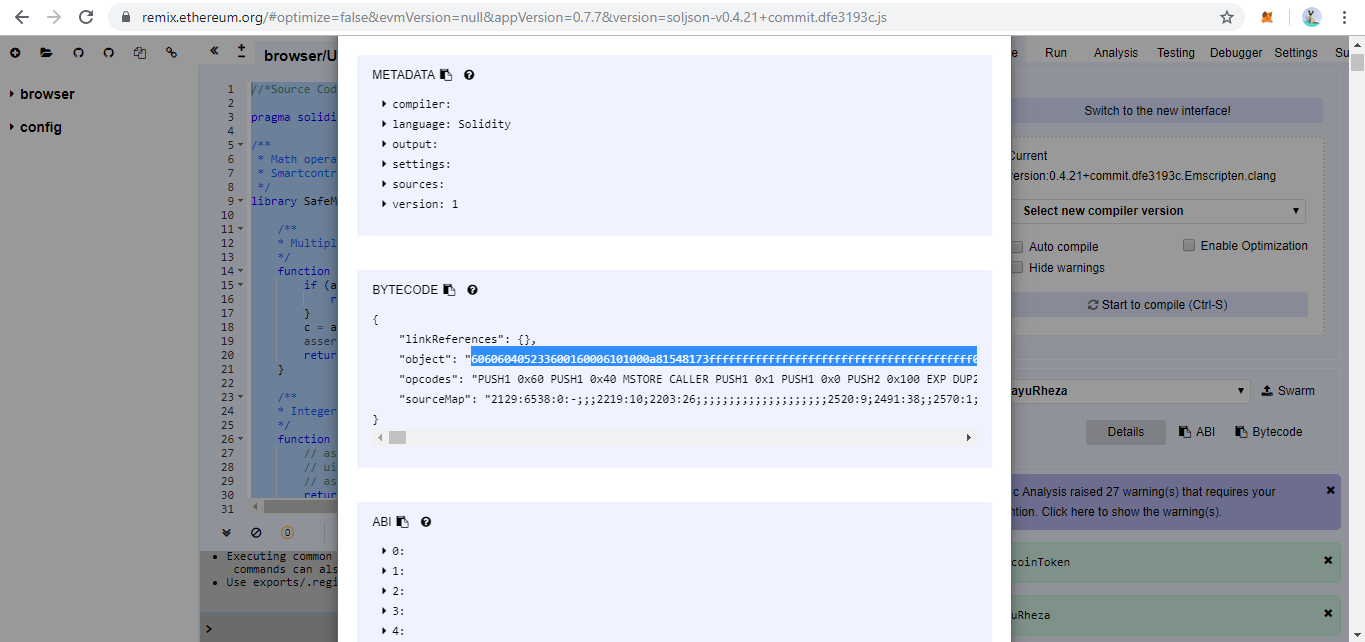 remix.ethereum.org/#optimize=false&evmVersion=null&appVersion=0.7.7&version=soljson-v0.4.21+commit.dfe3193c.js
browser
config
browser/U
1 //*Source Cod
2
3 pragma solidi
4
5 /**
6 * Math opera
7 * Smartcontr
8 */
9 library SafeM
10
11 /**
12 * Multipl
13 */
14 function
15 if (a
16 r
17 }
18 c = a
19 asser
20 retur
21 }
22
23 /**
24 * Integer
25 */
26 function
27 // as
28 // ui
29 // as
30 retur
31
0
Executing common
commands can als
Use exports/.regi
>
METADATA
compiler:
language: Solidity
output:
settings:
sources:
version: 1
BYTECODE
{
"linkReferences": {},
"opcodes": "PUSH1 0x60 PUSH1 0x40 MSTORE CALLER PUSH1 0x1 PUSH1 0x0 PUSH2 0x100 EXP DUP2
"sourceMap": "2129:6538:0:-;;;2219:10;2203:26;;;;;;;;;;;;;;;;;;;;2520:9;2491:38;;2570:1;
}
ABI
0:
1:
2:
3:
4:
e Run Analysis Testing Debugger Settings Su
Switch to the new interface!
Current
version:0.4.21+commit.dfe3193c.Emscripten.clang
Select new compiler version
Auto compile
Enable Optimization
Hide warnings
Start to compile (Ctrl-S)
ayuRheza
Swarm
Details
ABI
Bytecode
c Analysis raised 27 warning(s) that requires your
ntion. Click here to show the warning(s).
coinToken
yuRheza